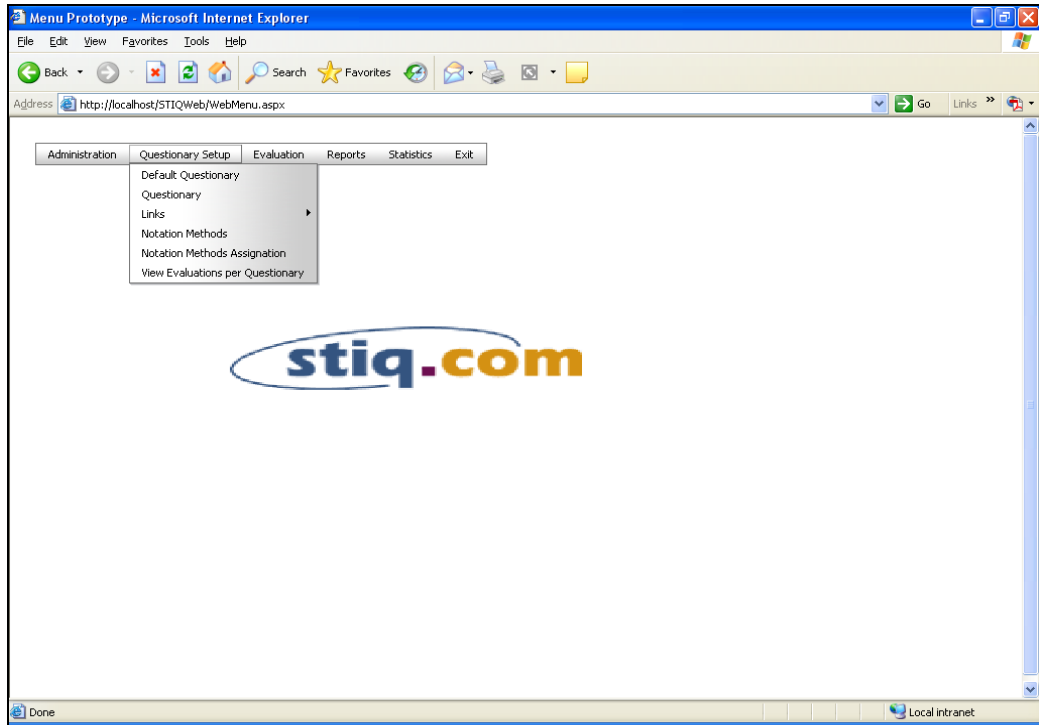 Menu Prototype - Microsoft Internet Explorer
File Edit View Favorites Tools Help
Back Search Favorites
Address http://localhost/STIQWeb/WebMenu.aspx Go Links »
Administration Questionary Setup Evaluation Reports Statistics Exit
Default Questionary
Questionary
Links
Notation Methods
Notation Methods Assignation
View Evaluations per Questionary
stiq.com
Done Local intranet